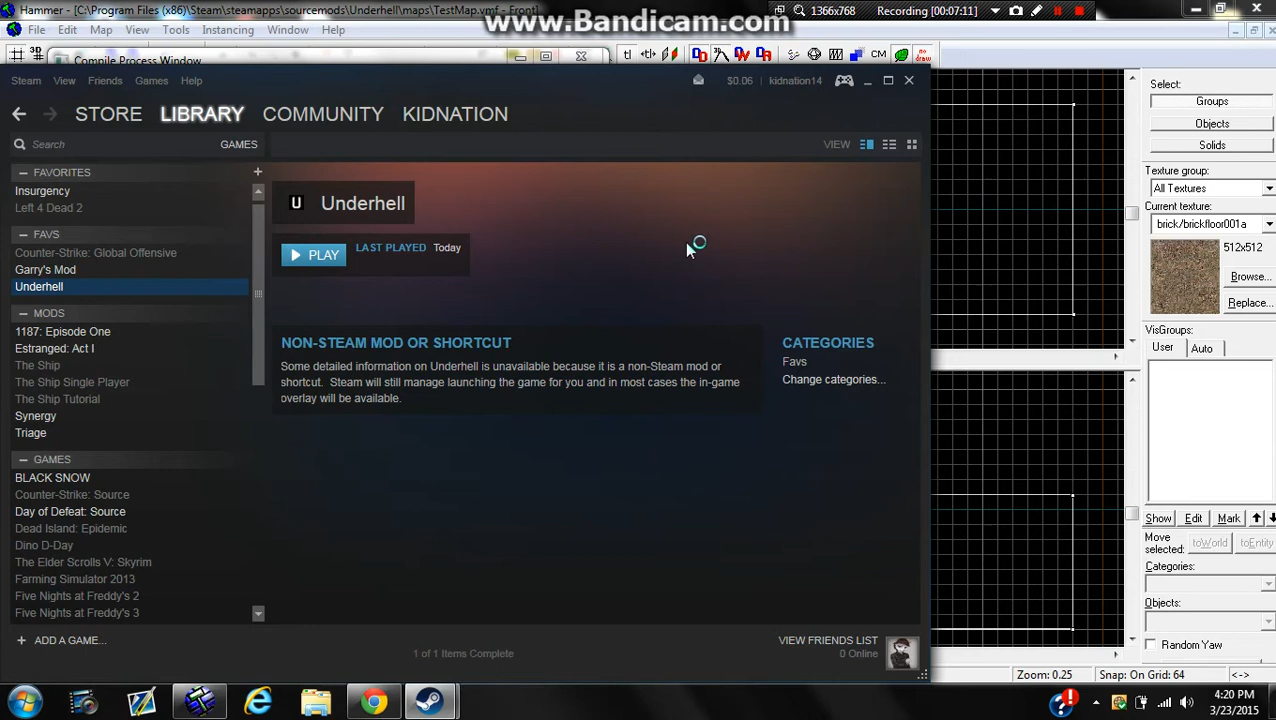 Hammer - [C:\Program Files (x86)\Steam\steamapps\sourcemods\Underhell\maps\TestMap.vmf - Front]
www.Bandicam.com
1366x768
Recording [00:07:11]
File
Edit
Map
View
Tools
Instancing
Window
Help
Compile Process Window
CM
no draw
Steam
View
Friends
Games
Help
$0.06
kidnation14
STORE
LIBRARY
COMMUNITY
KIDNATION
Search
GAMES
VIEW
FAVORITES
Insurgency
Left 4 Dead 2
FAVS
Counter-Strike: Global Offensive
Garry's Mod
Underhell
MODS
1187: Episode One
Estranged: Act I
The Ship
The Ship Single Player
The Ship Tutorial
Synergy
Triage
GAMES
BLACK SNOW
Counter-Strike: Source
Day of Defeat: Source
Dead Island: Epidemic
Dino D-Day
The Elder Scrolls V: Skyrim
Farming Simulator 2013
Five Nights at Freddy's 2
Five Nights at Freddy's 3
ADD A GAME...
U
Underhell
PLAY
LAST PLAYED
Today
NON-STEAM MOD OR SHORTCUT
Some detailed information on Underhell is unavailable because it is a non-Steam mod or
shortcut. Steam will still manage launching the game for you and in most cases the in-game
overlay will be available.
CATEGORIES
Favs
Change categories...
1 of 1 Items Complete
VIEW FRIENDS LIST
0 Online
Select:
Groups
Objects
Solids
Texture group:
All Textures
Current texture:
brick/brickfloor001a
512x512
Browse...
Replace...
VisGroups:
User
Auto
Show
Edit
Mark
Move
selected:
toWorld
toEntity
Categories:
Objects:
Random Yaw
Zoom: 0.25
Snap: On Grid: 64
<->
4:20 PM
3/23/2015